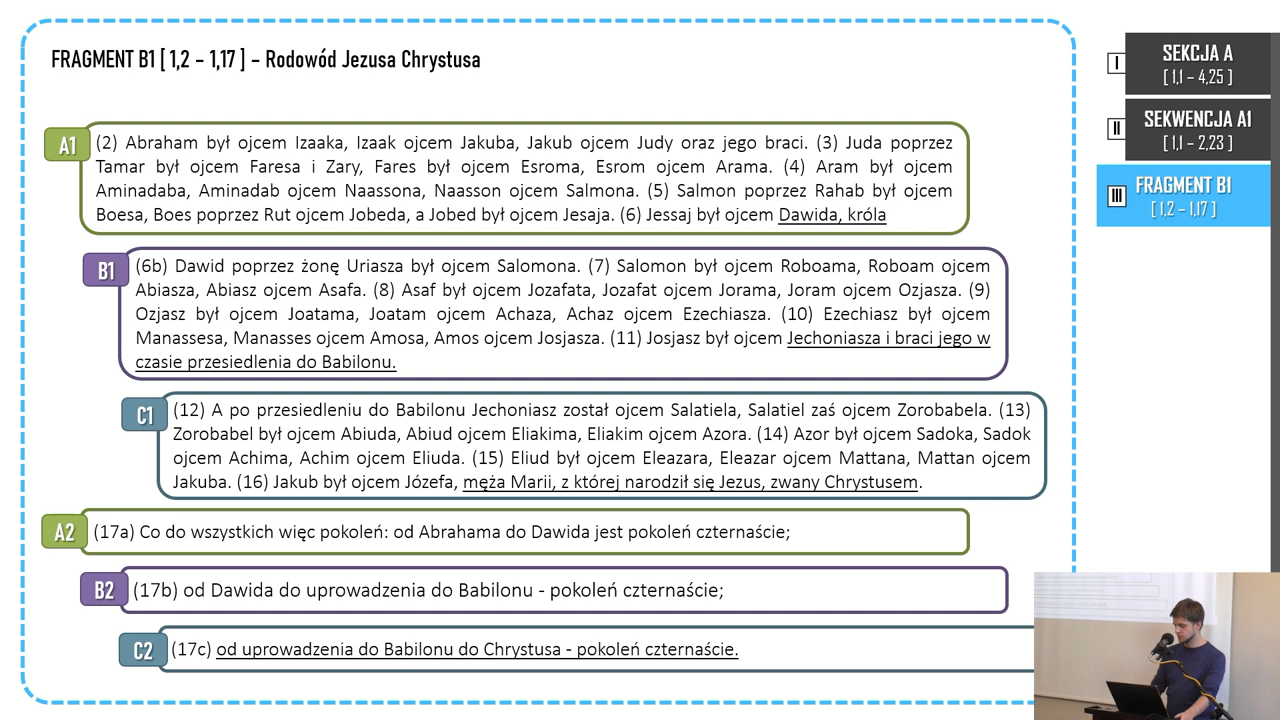 FRAGMENT B1 [ 1,2 – 1,17 ] – Rodowód Jezusa Chrystusa
A1
(2) Abraham był ojcem Izaaka, Izaak ojcem Jakuba, Jakub ojcem Judy oraz jego braci. (3) Juda poprzez
Tamar był ojcem Faresa i Zary, Fares był ojcem Esroma, Esrom ojcem Arama. (4) Aram był ojcem
Aminadaba, Aminadab ojcem Naassona, Naasson ojcem Salmona. (5) Salmon poprzez Rahab był ojcem
Boesa, Boes poprzez Rut ojcem Jobeda, a Jobed był ojcem Jesaja. (6) Jessaj był ojcem Dawida, króla
B1
(6b) Dawid poprzez żonę Uriasza był ojcem Salomona. (7) Salomon był ojcem Roboama, Roboam ojcem
Abiasza, Abiasz ojcem Asafa. (8) Asaf był ojcem Jozafata, Jozafat ojcem Jorama, Joram ojcem Ozjasza. (9)
Ozjasz był ojcem Joatama, Joatam ojcem Achaza, Achaz ojcem Ezechiasza. (10) Ezechiasz był ojcem
Manassesa, Manasses ojcem Amosa, Amos ojcem Josjasza. (11) Josjasz był ojcem Jechoniasza i braci jego w
czasie przesiedlenia do Babilonu.
C1
(12) A po przesiedleniu do Babilonu Jechoniasz został ojcem Salatiela, Salatiel zaś ojcem Zorobabela. (13)
Zorobabel był ojcem Abiuda, Abiud ojcem Eliakima, Eliakim ojcem Azora. (14) Azor był ojcem Sadoka, Sadok
ojcem Achima, Achim ojcem Eliuda. (15) Eliud był ojcem Eleazara, Eleazar ojcem Mattana, Mattan ojcem
Jakuba. (16) Jakub był ojcem Józefa, męża Marii, z której narodził się Jezus, zwany Chrystusem.
A2
(17a) Co do wszystkich więc pokoleń: od Abrahama do Dawida jest pokoleń czternaście;
B2
(17b) od Dawida do uprowadzenia do Babilonu - pokoleń czternaście;
C2
(17c) od uprowadzenia do Babilonu do Chrystusa - pokoleń czternaście.
I
SEKCJA A
[ 1,1 – 4,25 ]
II
SEKWENCJA A1
[ 1,1 – 2,23 ]
III
FRAGMENT B1
[ 1,2 – 1,17 ]